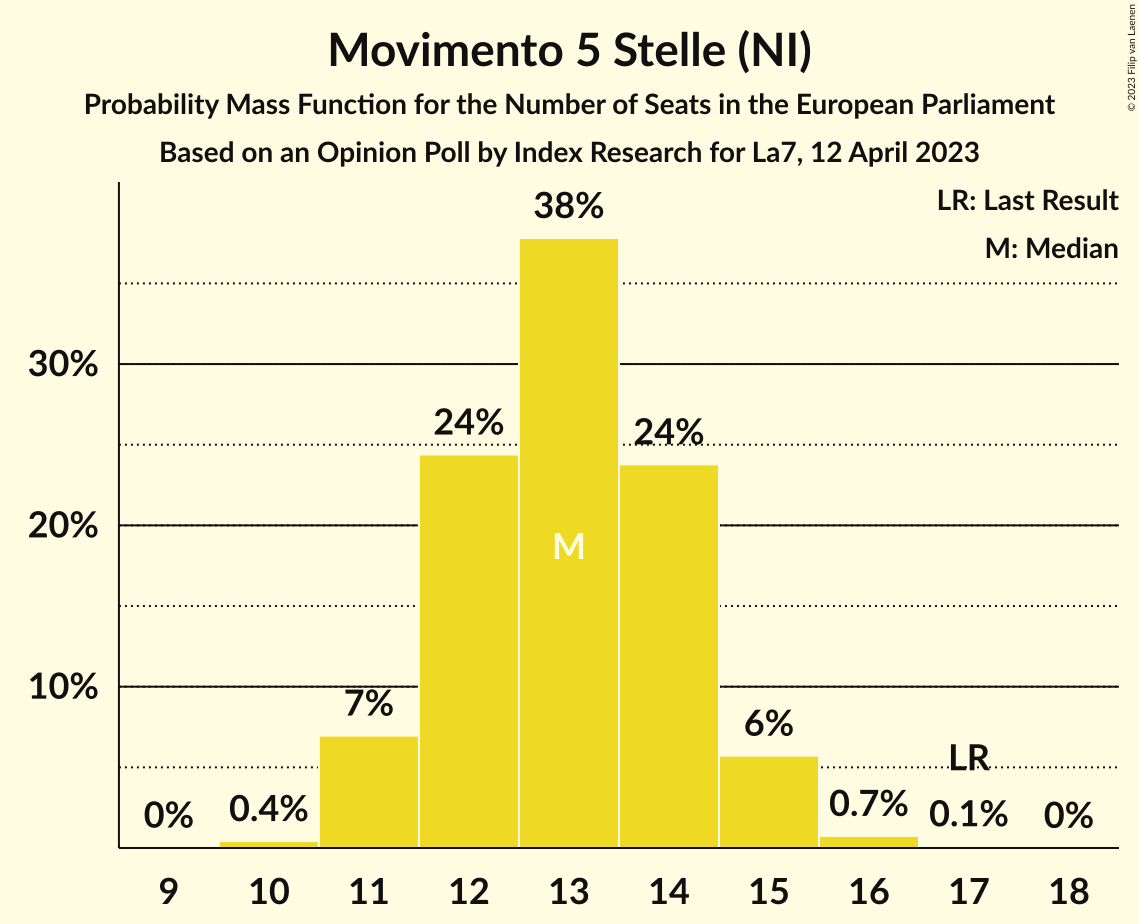 Movimento 5 Stelle (NI)
Probability Mass Function for the Number of Seats in the European Parliament
Based on an Opinion Poll by Index Research for La7, 12 April 2023
© 2023 Filip van Laenen
LR: Last Result
M: Median
38%
30%
24%
24%
20%
M
10%
7%
6%
LR
0%
0.4%
0.7%
0.1%
0%
9 10 11 12 13 14 15 16 17 18